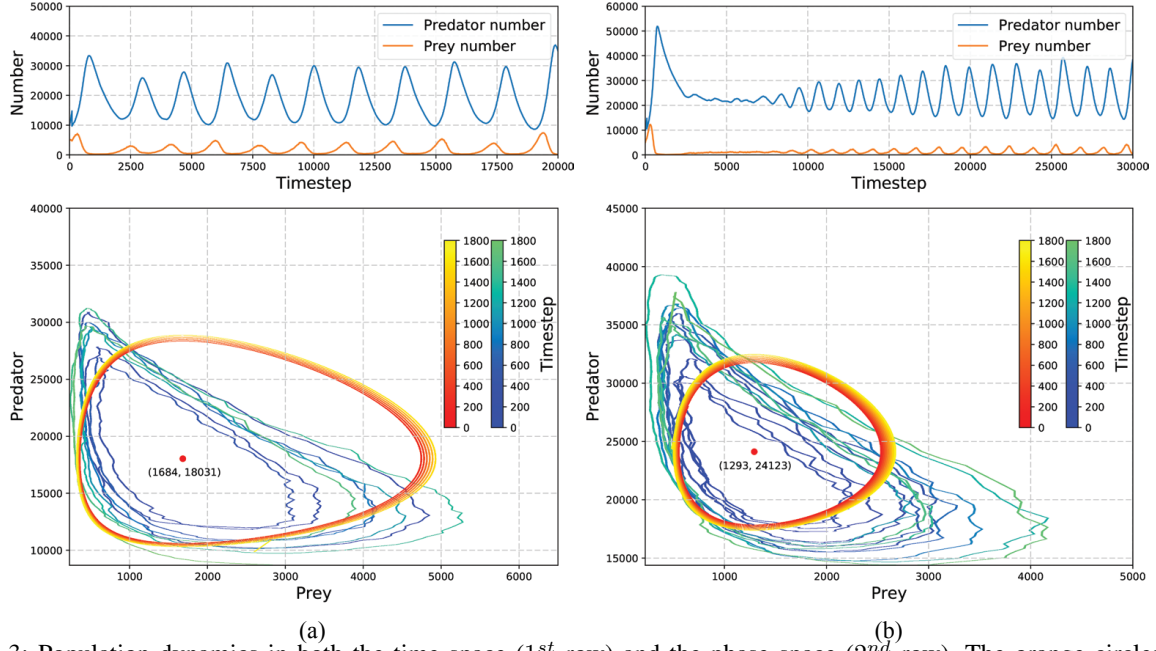 50000
40000
30000
20000
10000
0
Number
Predator number
Prey number
0 2500 5000 7500 10000 12500 15000 17500 20000
Timestep
60000
50000
40000
30000
20000
10000
0
Number
Predator number
Prey number
0 5000 10000 15000 20000 25000 30000
Timestep
40000
35000
30000
25000
20000
15000
10000
Predator
1800 1800
1600 1600
1400 1400
1200 1200
1000 1000
800 800
600 600
400 400
200 200
0 0
Timestep
(1684, 18031)
1000 2000 3000 4000 5000 6000
Prey
(a)
45000
40000
35000
30000
25000
20000
15000
Predator
1800 1800
1600 1600
1400 1400
1200 1200
1000 1000
800 800
600 600
400 400
200 200
0 0
Timestep
(1293, 24123)
1000 2000 3000 4000 5000
Prey
(b)
3: Population dynamics in both the time space (1st row) and the phase space (2nd row). The orange circles